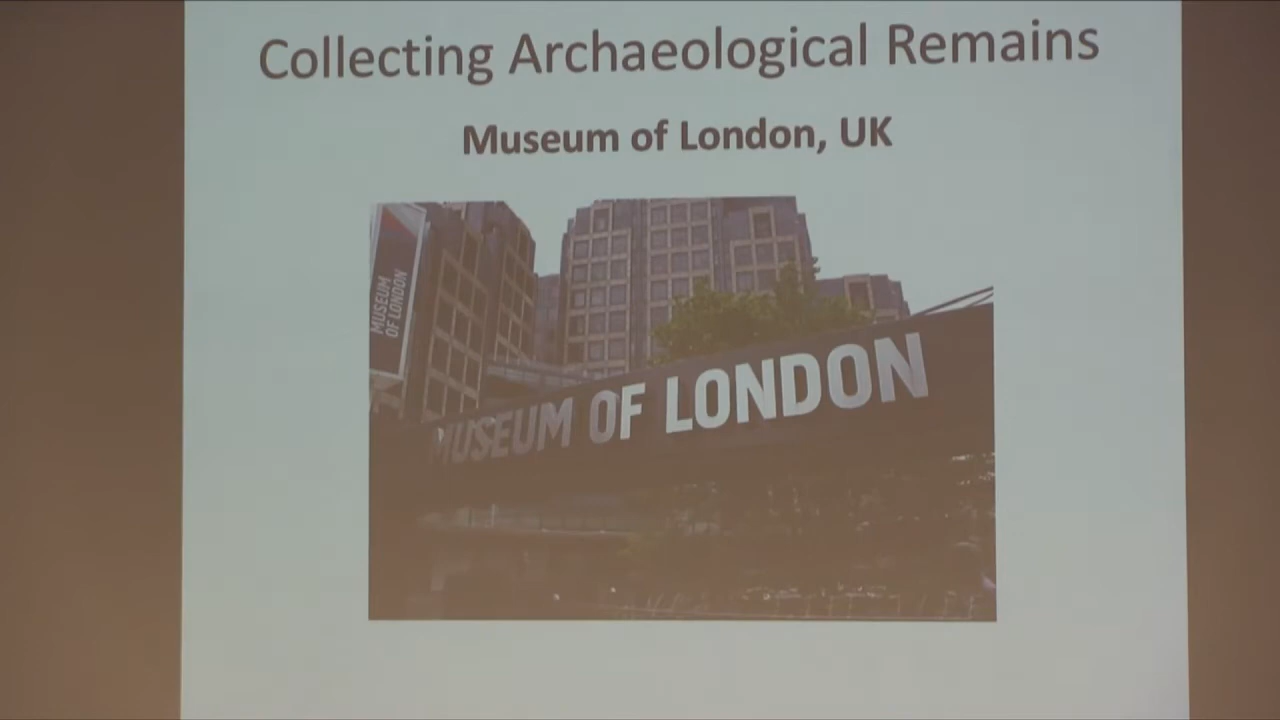 Collecting Archaeological Remains
Museum of London, UK
MUSEUM
OF LONDON
MUSEUM OF LONDON